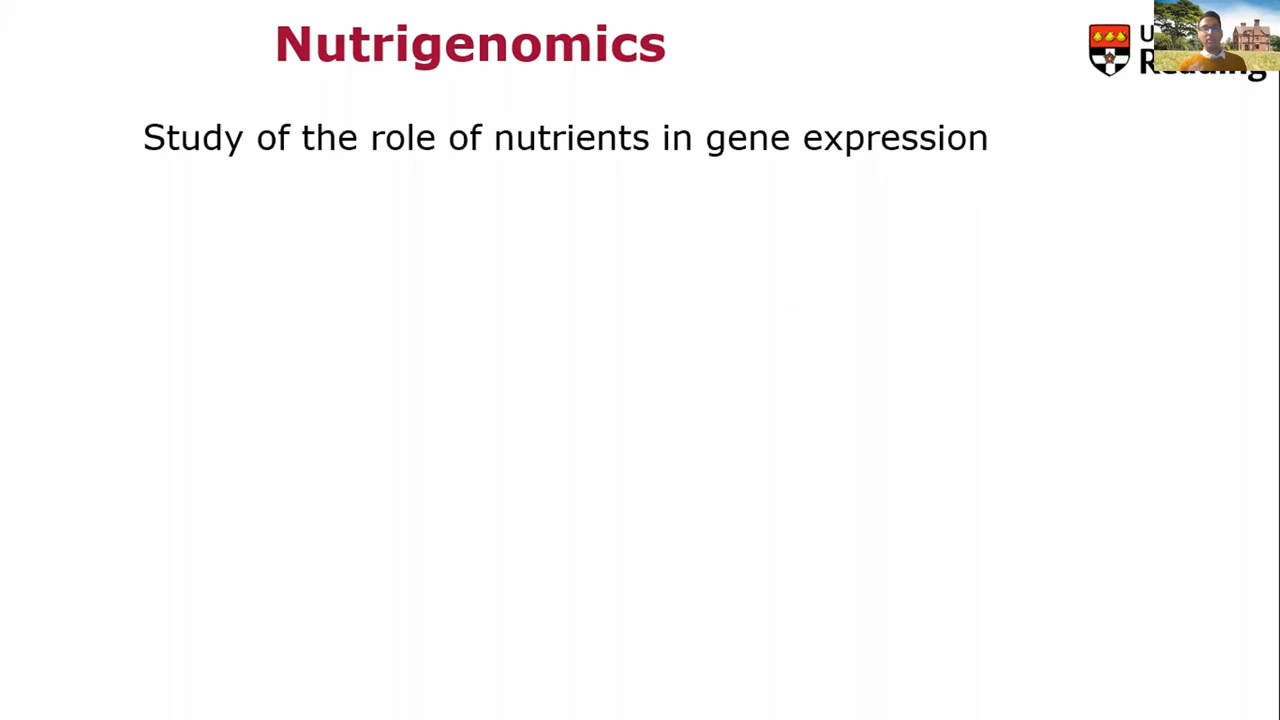 Nutrigenomics
Study of the role of nutrients in gene expression